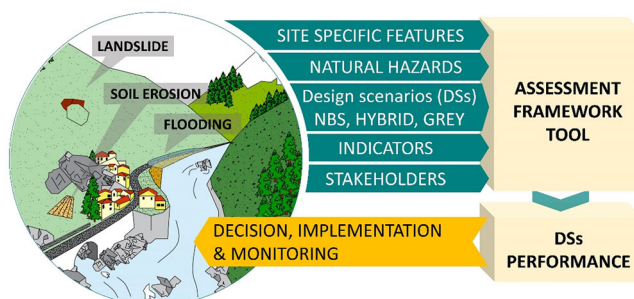 LANDSLIDE
SOIL EROSION
FLOODING
SITE SPECIFIC FEATURES
NATURAL HAZARDS
Design scenarios (DSs)
NBS, HYBRID, GREY
INDICATORS
STAKEHOLDERS
ASSESSMENT
FRAMEWORK
TOOL
DSs
PERFORMANCE
DECISION, IMPLEMENTATION
& MONITORING